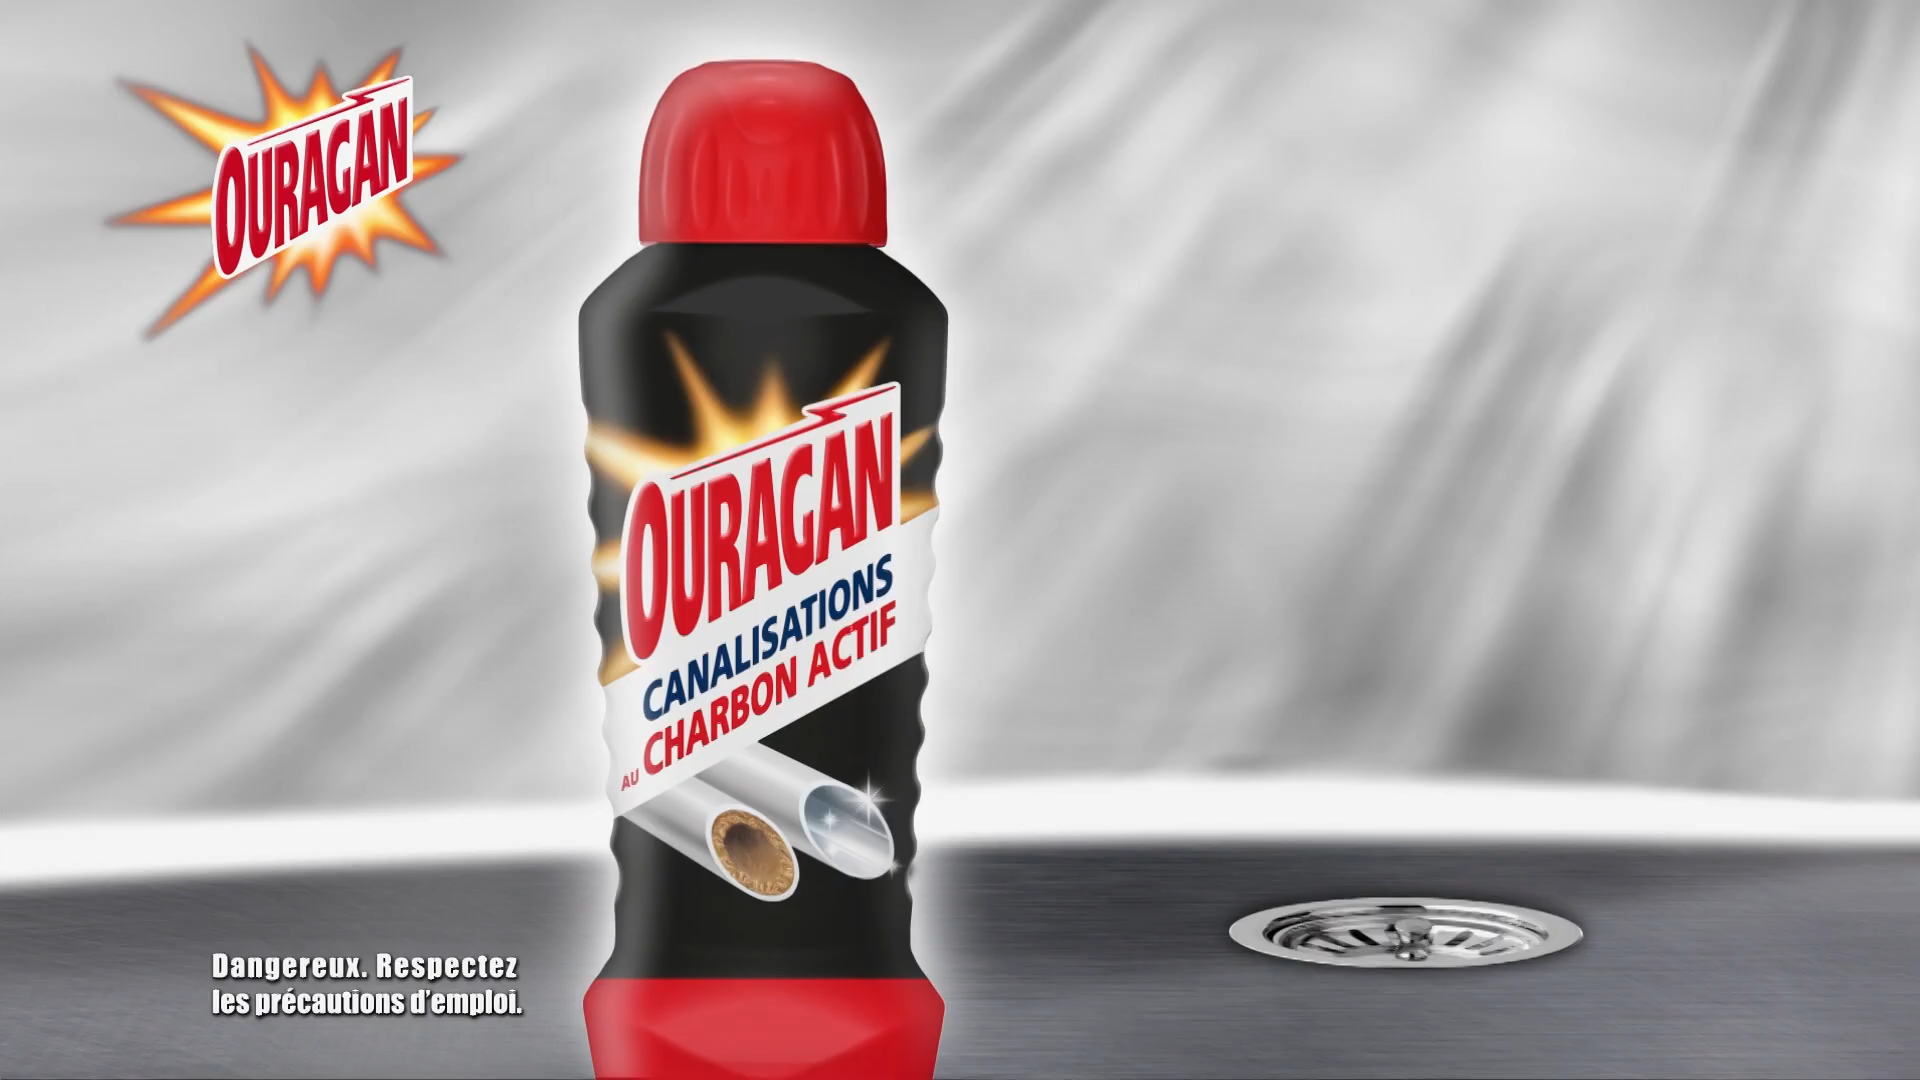 OURAGAN
OURAGAN
CANALISATIONS
AU CHARBON ACTIF
Dangereux. Respectez
les précautions d'emploi.